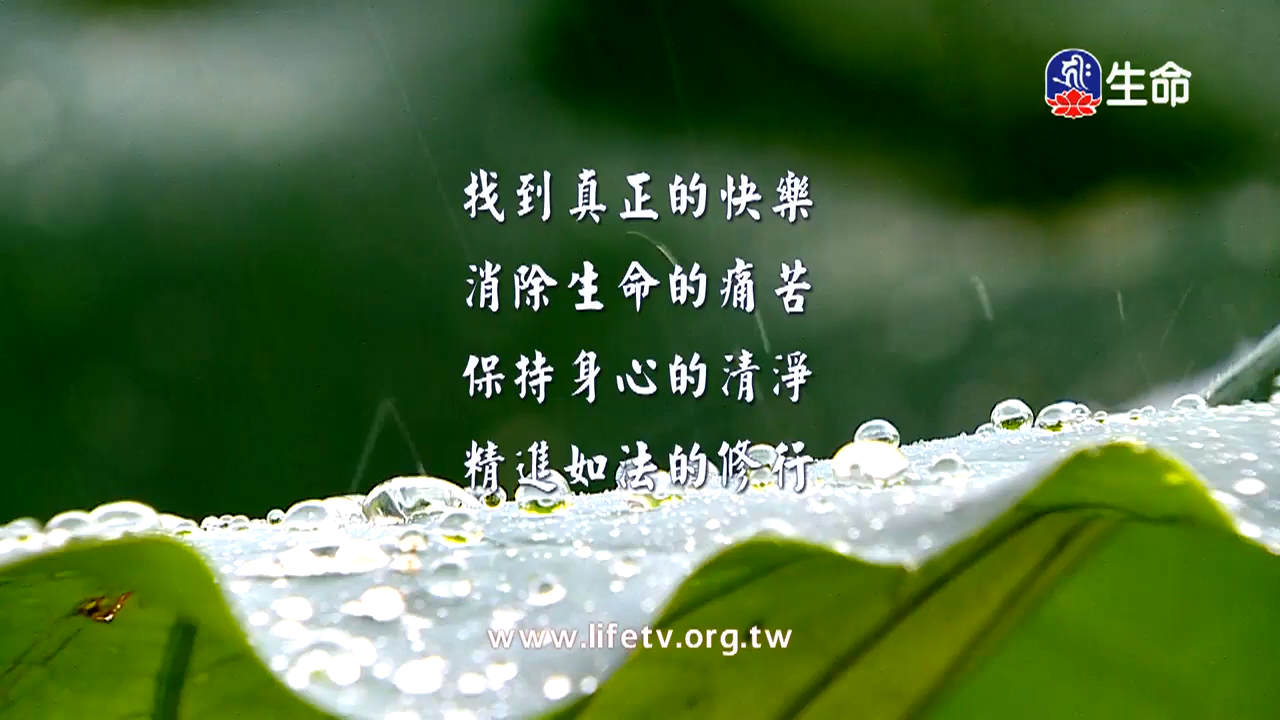 生命
找到真正的快樂
消除生命的痛苦
保持身心的清淨
精進如法的修行
www.lifetv.org.tw